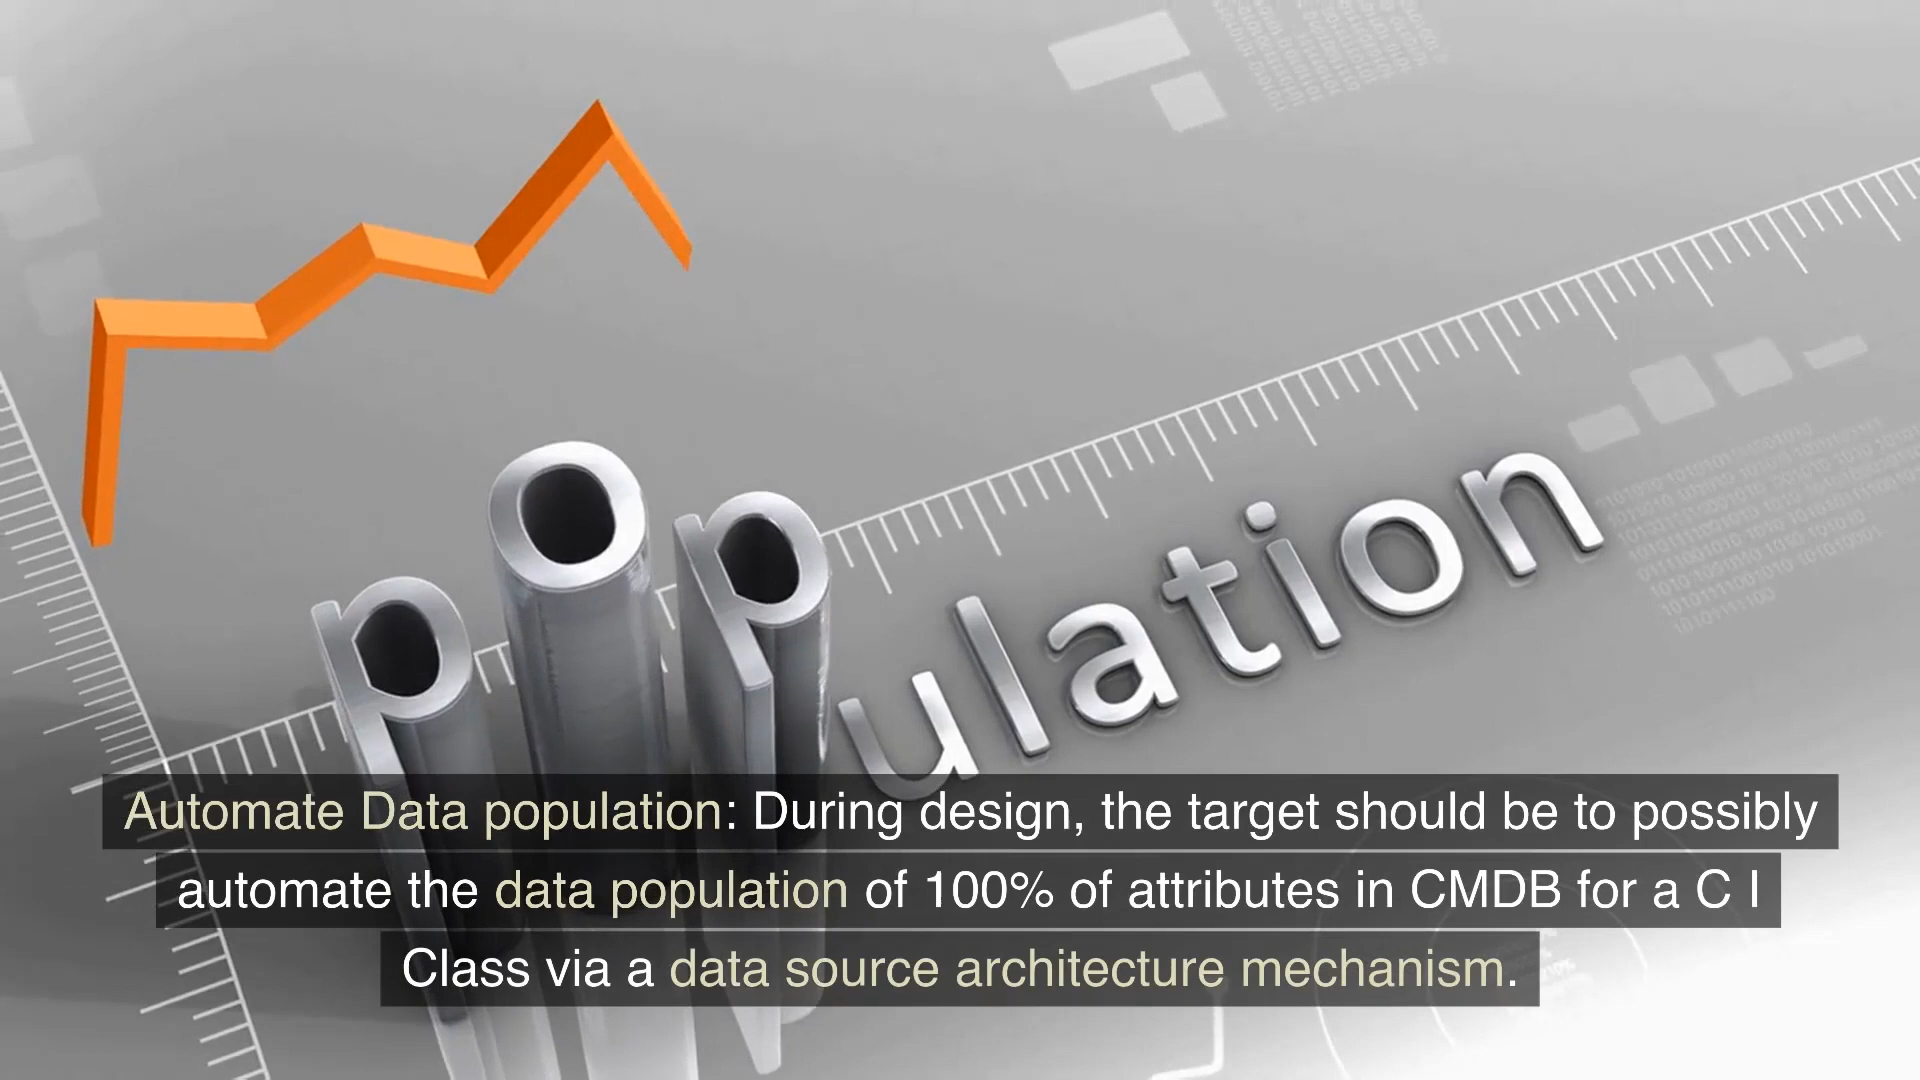 population
Automate Data population: During design, the target should be to possibly
automate the data population of 100% of attributes in CMDB for a C I
Class via a data source architecture mechanism.